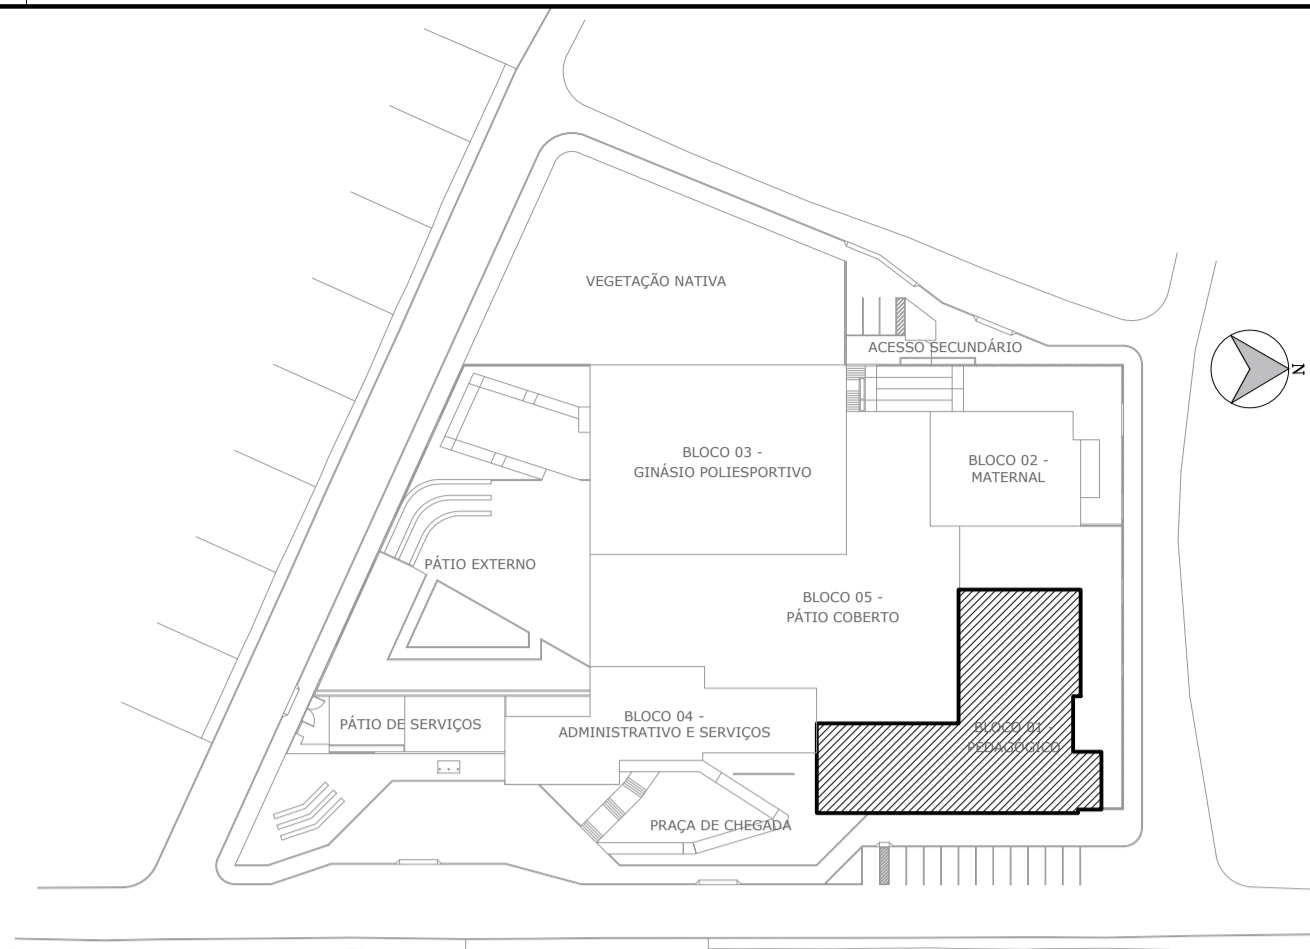 VEGETAÇÃO NATIVA
ACESSO SECUNDÁRIO
N
BLOCO 03 -
GINÁSIO POLIESPORTIVO
BLOCO 02 -
MATERNAL
PÁTIO EXTERNO
BLOCO 05 -
PÁTIO COBERTO
BLOCO 04 -
ADMINISTRATIVO E SERVIÇOS
PÁTIO DE SERVIÇOS
BLOCO 01 -
PEDAGÓGICO
PRAÇA DE CHEGADA